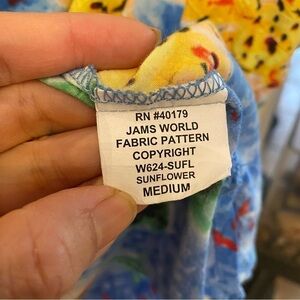 RN #40179
JAMS WORLD
FABRIC PATTERN
COPYRIGHT
W624-SUFL
SUNFLOWER
MEDIUM